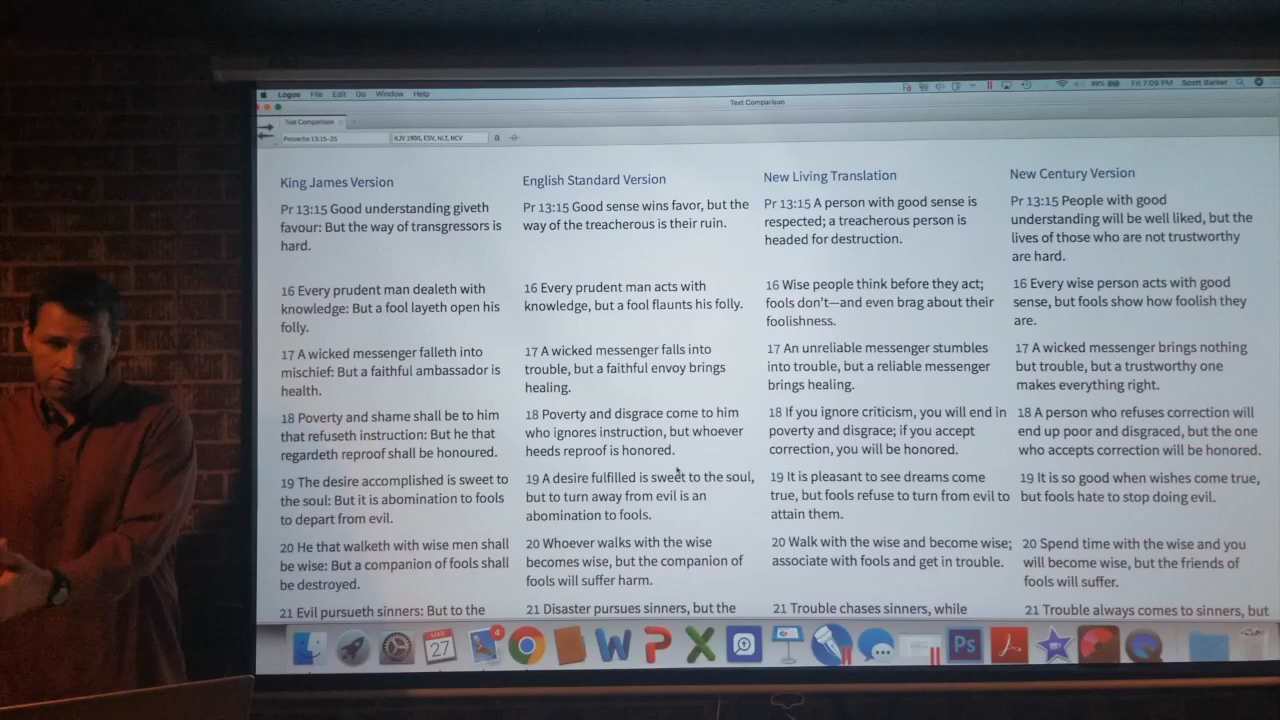 Logos File Edit Go Window Help
99% Fri 7:09 PM Scott Barker
Text Comparison
Text Comparison
Proverbs 13:15-25
KJV 1900, ESV, NLT, NCV
a
King James Version
Pr 13:15 Good understanding giveth
favour: But the way of transgressors is
hard.
16 Every prudent man dealeth with
knowledge: But a fool layeth open his
folly.
17 A wicked messenger falleth into
mischief: But a faithful ambassador is
health.
18 Poverty and shame shall be to him
that refuseth instruction: But he that
regardeth reproof shall be honoured.
19 The desire accomplished is sweet to
the soul: But it is abomination to fools
to depart from evil.
20 He that walketh with wise men shall
be wise: But a companion of fools shall
be destroyed.
21 Evil pursueth sinners: But to the
English Standard Version
Pr 13:15 Good sense wins favor, but the
way of the treacherous is their ruin.
16 Every prudent man acts with
knowledge, but a fool flaunts his folly.
17 A wicked messenger falls into
trouble, but a faithful envoy brings
healing.
18 Poverty and disgrace come to him
who ignores instruction, but whoever
heeds reproof is honored.
19 A desire fulfilled is sweet to the soul,
but to turn away from evil is an
abomination to fools.
20 Whoever walks with the wise
becomes wise, but the companion of
fools will suffer harm.
21 Disaster pursues sinners, but the
New Living Translation
Pr 13:15 A person with good sense is
respected; a treacherous person is
headed for destruction.
16 Wise people think before they act;
fools don't—and even brag about their
foolishness.
17 An unreliable messenger stumbles
into trouble, but a reliable messenger
brings healing.
18 If you ignore criticism, you will end in
poverty and disgrace; if you accept
correction, you will be honored.
19 It is pleasant to see dreams come
true, but fools refuse to turn from evil to
attain them.
20 Walk with the wise and become wise;
associate with fools and get in trouble.
21 Trouble chases sinners, while
New Century Version
Pr 13:15 People with good
understanding will be well liked, but the
lives of those who are not trustworthy
are hard.
16 Every wise person acts with good
sense, but fools show how foolish they
are.
17 A wicked messenger brings nothing
but trouble, but a trustworthy one
makes everything right.
18 A person who refuses correction will
end up poor and disgraced, but the one
who accepts correction will be honored.
19 It is so good when wishes come true,
but fools hate to stop doing evil.
20 Spend time with the wise and you
will become wise, but the friends of
fools will suffer.
21 Trouble always comes to sinners, but
MAR
27
4
W
P
X
Ps